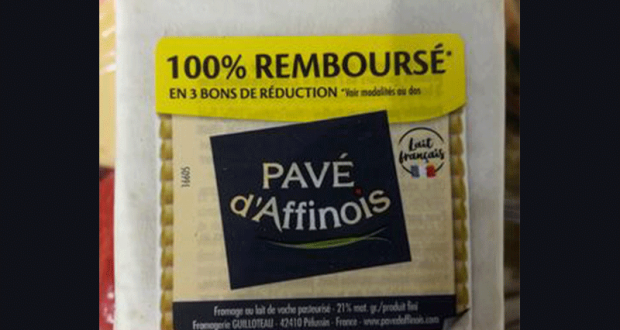 100% REMBOURSÉ*
EN 3 BONS DE RÉDUCTION *Voir modalités au dos
Lait
français
16605
PAVÉ
d'Affinois
Fromage au lait de vache pasteurisé - 21% mat. gr./produit fini
Fromagerie GUILLOTEAU - 42410 Pélussin - France - www.pavedaffinois.com